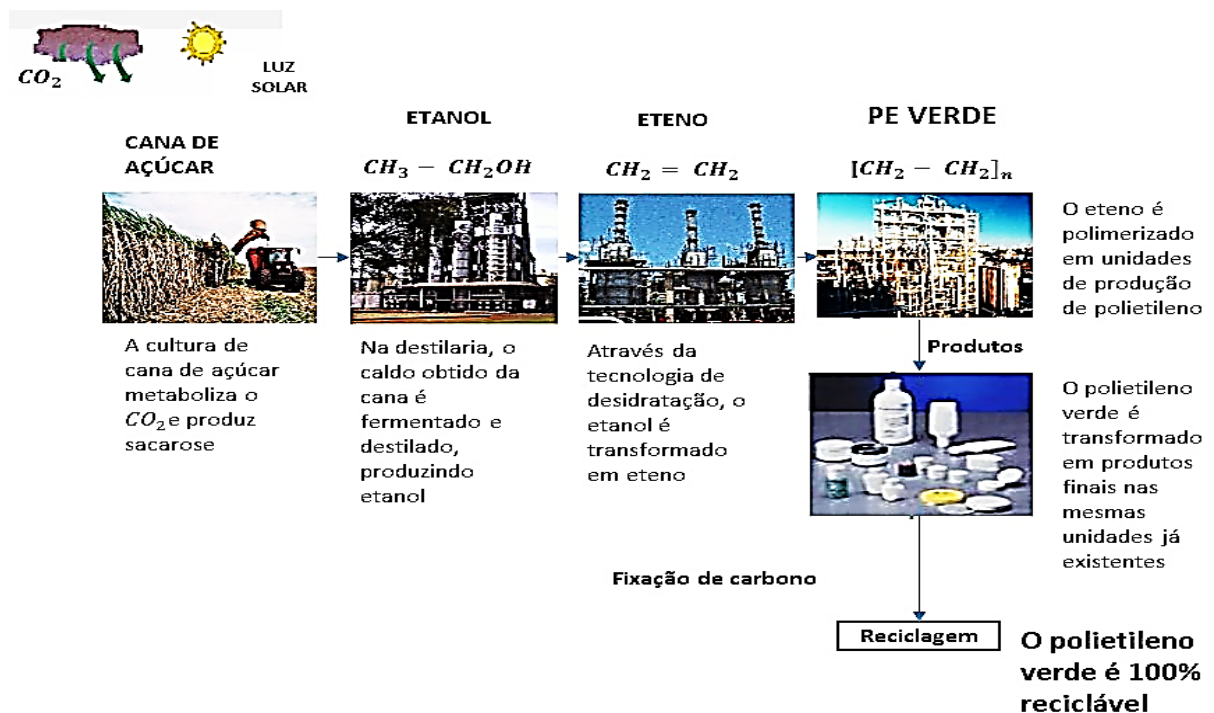 CO₂
LUZ
SOLAR
CANA DE
AÇÚCAR
ETANOL
CH₃ − CH₂OH
ETENO
CH₂ = CH₂
PE VERDE
[CH₂ − CH₂]ₙ
A cultura de
cana de açúcar
metaboliza o
CO₂ e produz
sacarose
Na destilaria, o
caldo obtido da
cana é
fermentado e
destilado,
produzindo
etanol
Através da
tecnologia de
desidratação, o
etanol é
transformado
em eteno
O eteno é
polimerizado
em unidades
de produção
de polietileno
Produtos
O polietileno
verde é
transformado
em produtos
finais nas
mesmas
unidades já
existentes
Fixação de carbono
Reciclagem
O polietileno
verde é 100%
reciclável